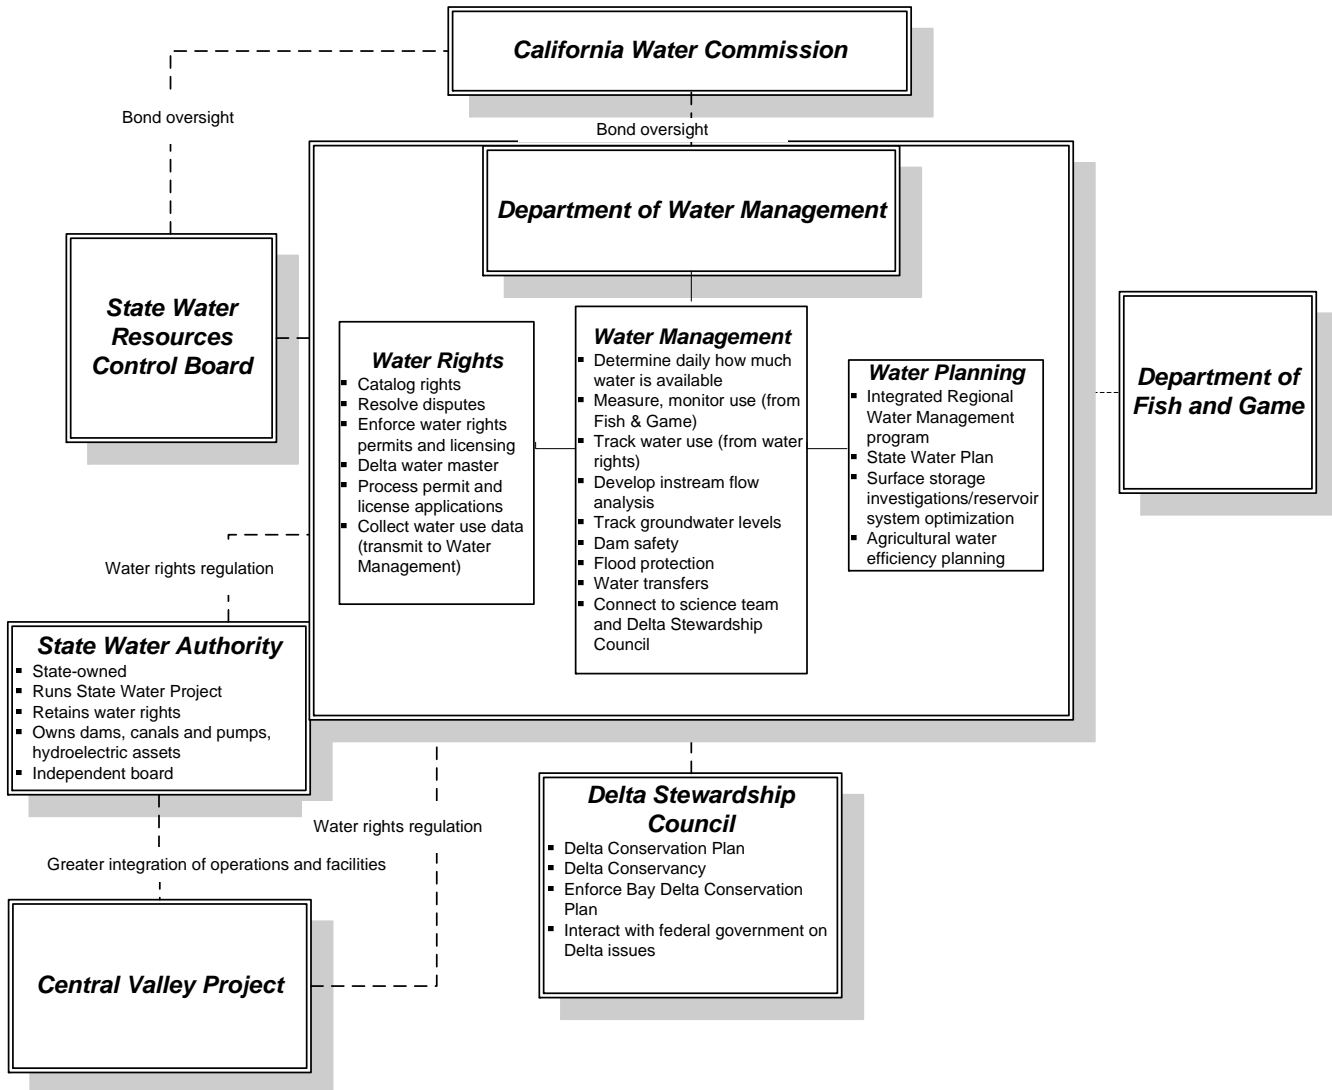 California Water Commission
Bond oversight
Bond oversight
Department of Water Management
State Water
Resources
Control Board
Water Rights
▪ Catalog rights
▪ Resolve disputes
▪ Enforce water rights
permits and licensing
▪ Delta water master
▪ Process permit and
license applications
▪ Collect water use data
(transmit to Water
Management)
Water Management
▪ Determine daily how much
water is available
▪ Measure, monitor use (from
Fish & Game)
▪ Track water use (from water
rights)
▪ Develop instream flow
analysis
▪ Track groundwater levels
▪ Dam safety
▪ Flood protection
▪ Water transfers
▪ Connect to science team
and Delta Stewardship
Council
Water Planning
▪ Integrated Regional
Water Management
program
▪ State Water Plan
▪ Surface storage
investigations/reservoir
system optimization
▪ Agricultural water
efficiency planning
Department of
Fish and Game
Water rights regulation
State Water Authority
▪ State-owned
▪ Runs State Water Project
▪ Retains water rights
▪ Owns dams, canals and pumps,
hydroelectric assets
▪ Independent board
Water rights regulation
Greater integration of operations and facilities
Central Valley Project
Delta Stewardship
Council
▪ Delta Conservation Plan
▪ Delta Conservancy
▪ Enforce Bay Delta Conservation
Plan
▪ Interact with federal government on
Delta issues